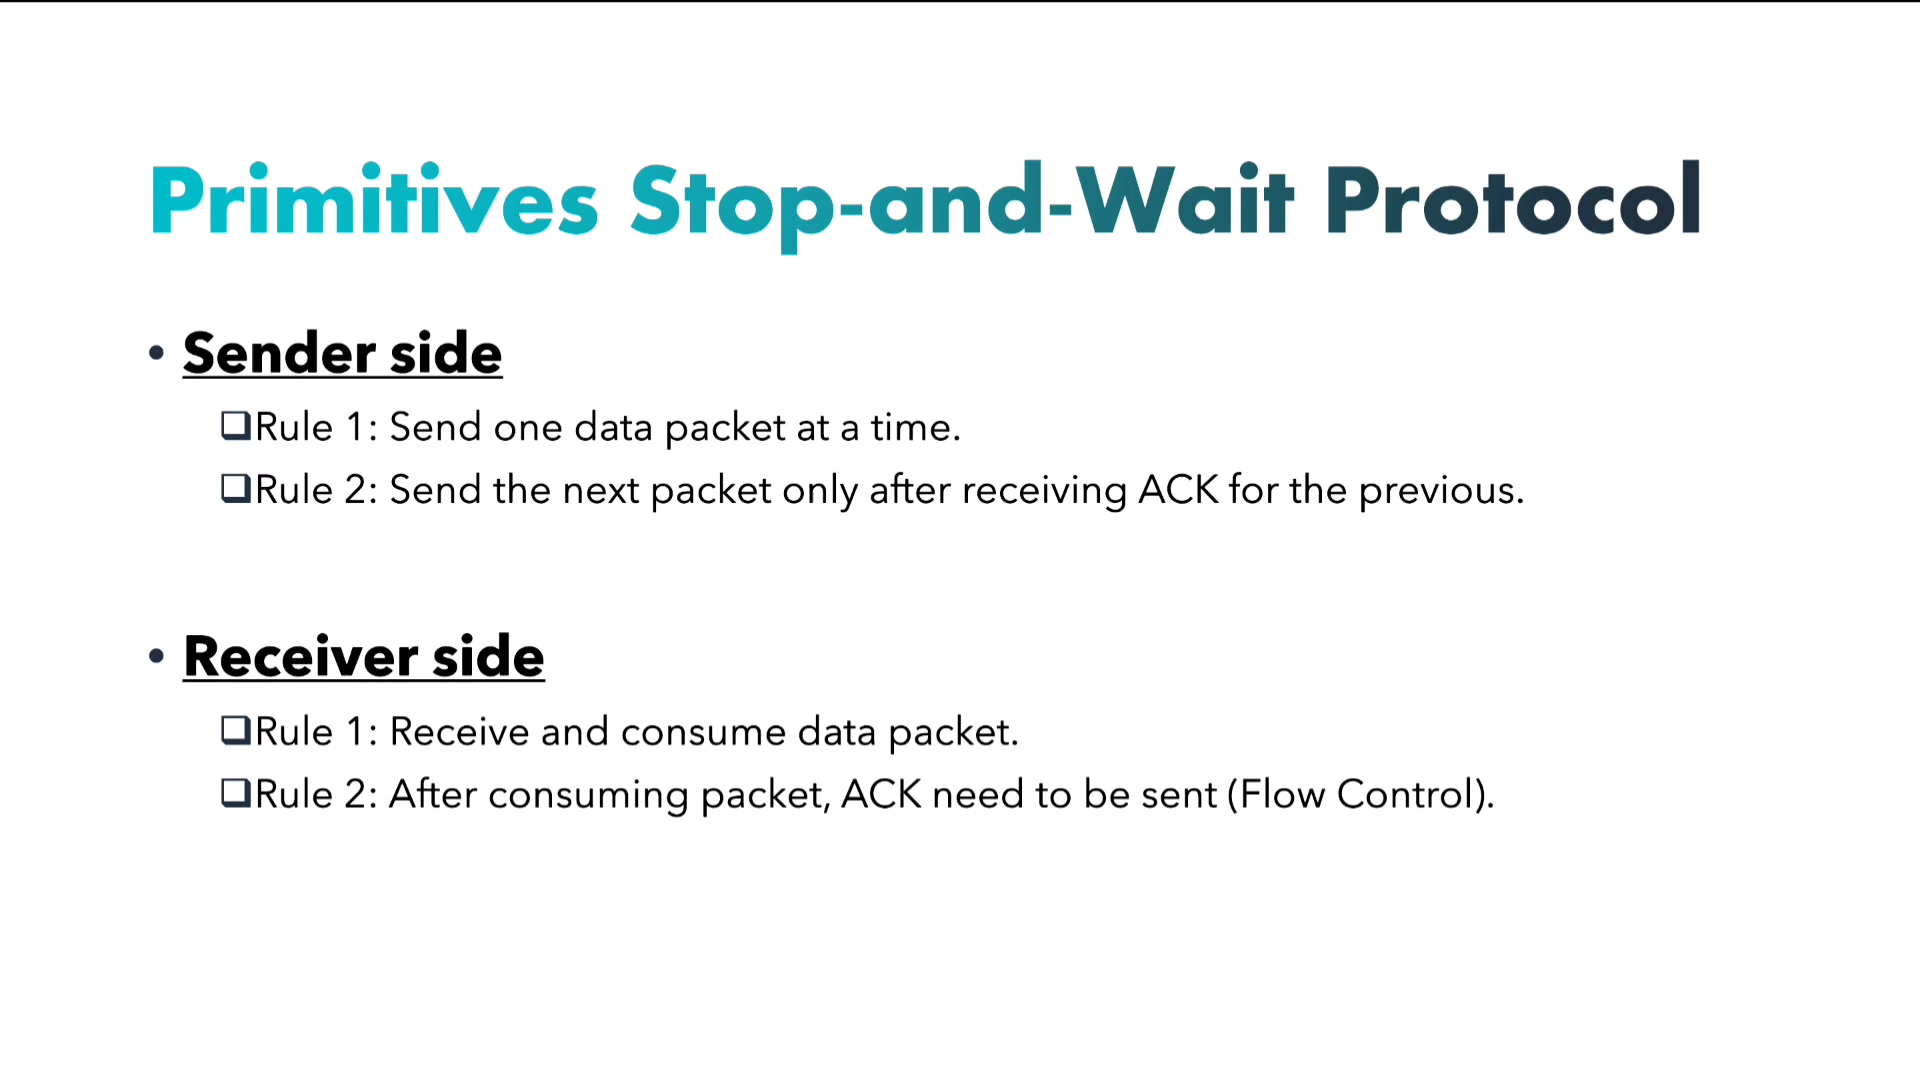 Primitives Stop-and-Wait Protocol
• Sender side
❑Rule 1: Send one data packet at a time.
❑Rule 2: Send the next packet only after receiving ACK for the previous.
• Receiver side
❑Rule 1: Receive and consume data packet.
❑Rule 2: After consuming packet, ACK need to be sent (Flow Control).